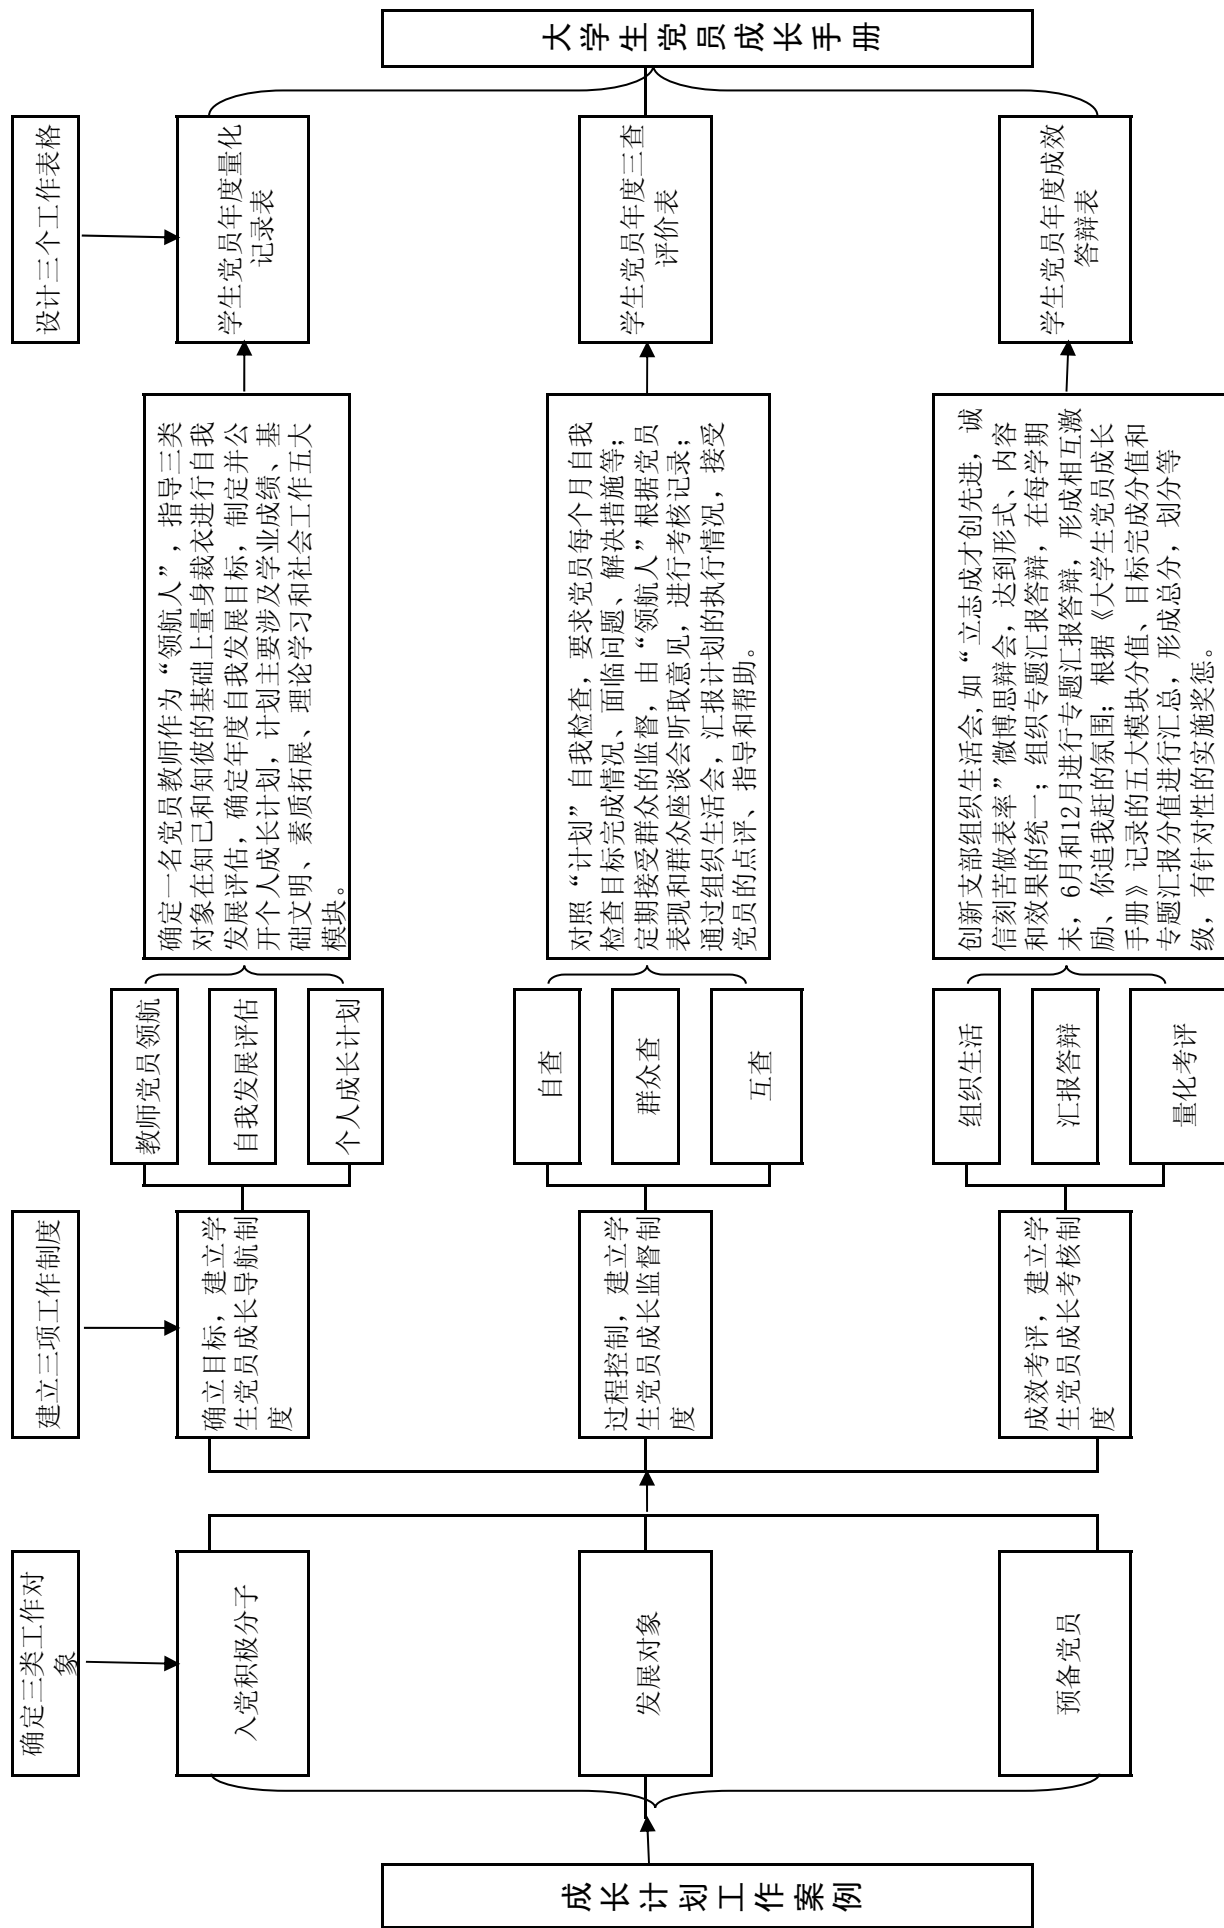 成长计划工作案例
确定三类工作对
象
入党积极分子
发展对象
预备党员
建立三项工作制度
确立目标，建立学
生党员成长导航制
度
过程控制，建立学
生党员成长监督制
度
成效考评，建立学
生党员成长考核制
度
教师党员领航
自我发展评估
个人成长计划
自查
群众查
互查
组织生活
汇报答辩
量化考评
确定一名党员教师作为“领航人”，指导三类
对象在知己和知彼的基础上量身裁衣进行自我
发展评估，确定年度自我发展目标，制定并公
开个人成长计划，计划主要涉及学业成绩、基
础文明、素质拓展、理论学习和社会工作五大
模块。
对照“计划”自我检查，要求党员每个月自我
检查目标完成情况、面临问题、解决措施等；
定期接受群众的监督，由“领航人”根据党员
表现和群众座谈会听取意见，进行考核记录；
通过组织生活会，汇报计划的执行情况，接受
党员的点评、指导和帮助。
创新支部组织生活会,如“立志成才创先进，诚
信刻苦做表率”微博思辩会，达到形式、内容
和效果的统一；组织专题汇报答辩，在每学期
末，6月和12月进行专题汇报答辩，形成相互激
励、你追我赶的氛围；根据《大学生党员成长
手册》记录的五大模块分值、目标完成分值和
专题汇报分值进行汇总，形成总分，划分等
级，有针对性的实施奖惩。
设计三个工作表格
学生党员年度量化
记录表
学生党员年度三查
评价表
学生党员年度成效
答辩表
大学生党员成长手册